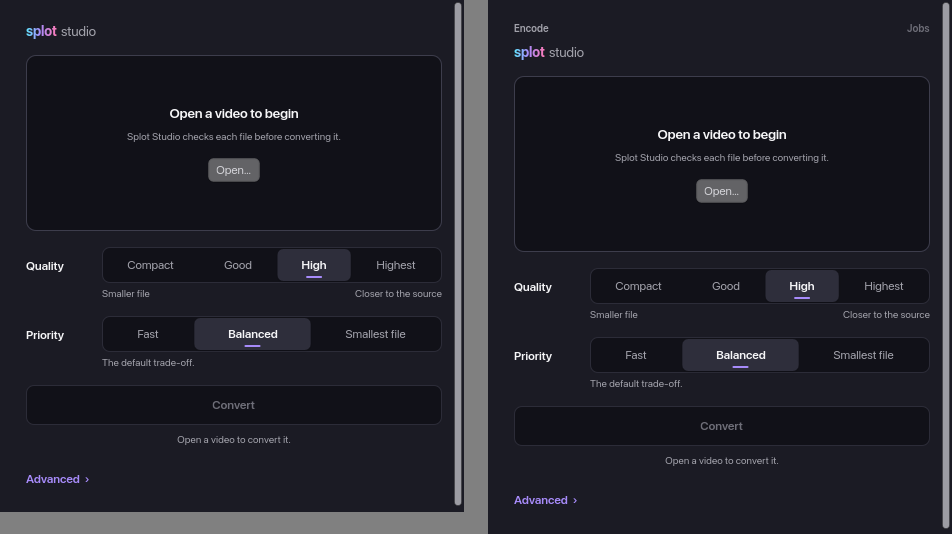 splot studio
Open a video to begin
Splot Studio checks each file before converting it.
Open...
Quality
Compact Good High Highest
Smaller file Closer to the source
Priority
Fast Balanced Smallest file
The default trade-off.
Convert
Open a video to convert it.
Advanced ›
Encode Jobs
splot studio
Open a video to begin
Splot Studio checks each file before converting it.
Open...
Quality
Compact Good High Highest
Smaller file Closer to the source
Priority
Fast Balanced Smallest file
The default trade-off.
Convert
Open a video to convert it.
Advanced ›